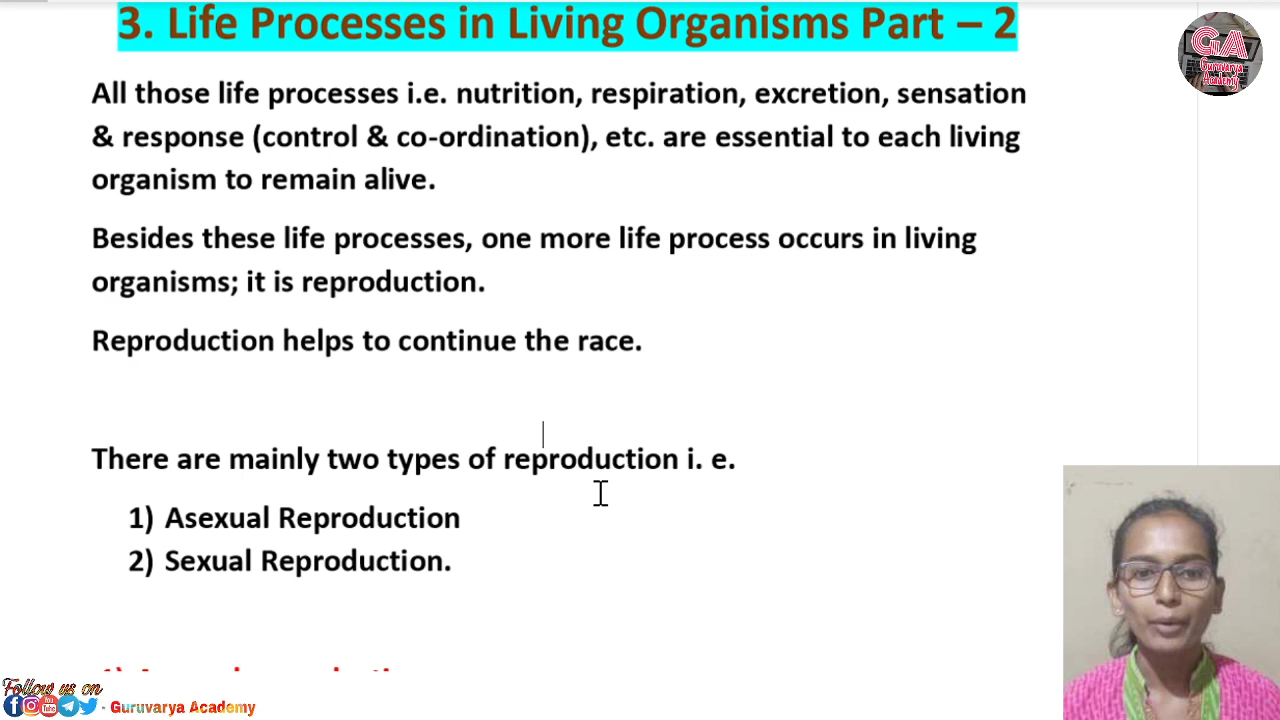 3. Life Processes in Living Organisms Part – 2
GuA
Guruvarya
Academy
All those life processes i.e. nutrition, respiration, excretion, sensation
& response (control & co-ordination), etc. are essential to each living
organism to remain alive.
Besides these life processes, one more life process occurs in living
organisms; it is reproduction.
Reproduction helps to continue the race.
There are mainly two types of reproduction i. e.
1) Asexual Reproduction
2) Sexual Reproduction.
Follow us on
- Guruvarya Academy